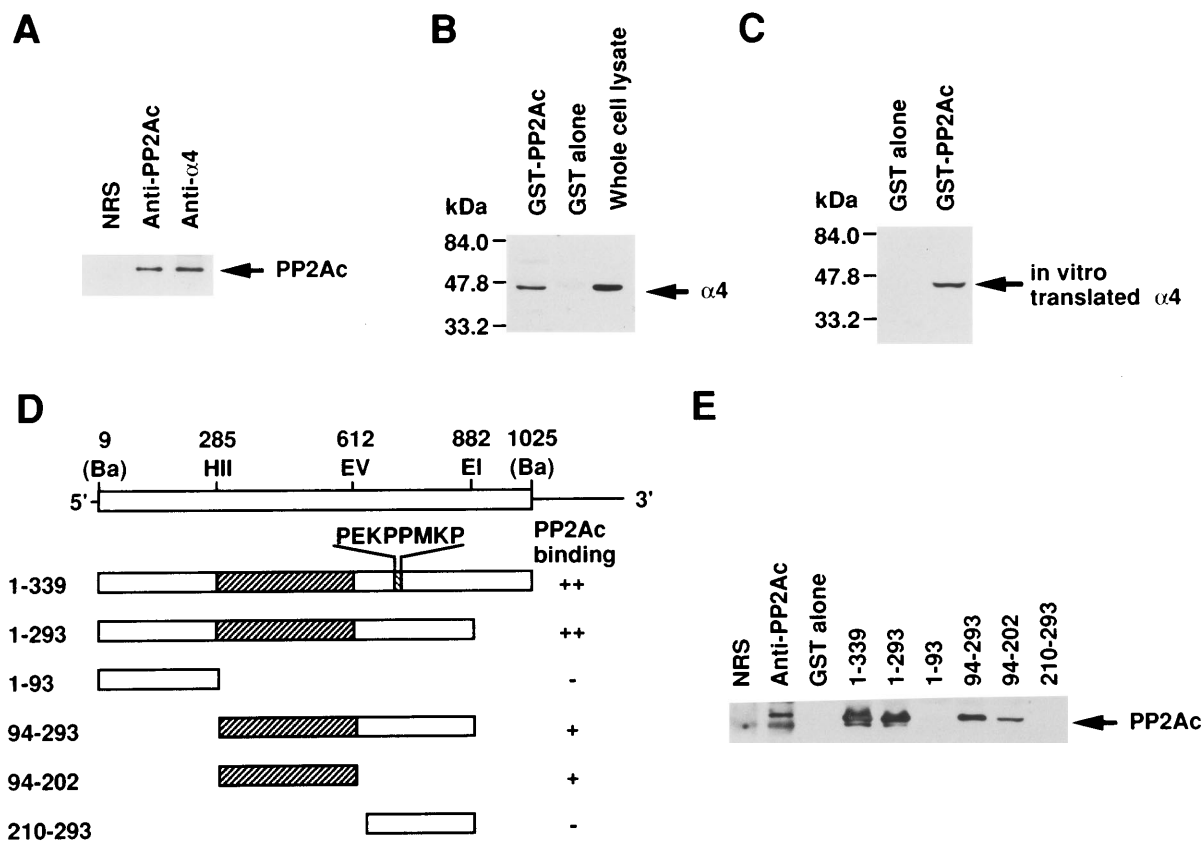 A
NRS
Anti-PP2Ac
Anti-α4
PP2Ac
B
GST-PP2Ac
GST alone
Whole cell lysate
kDa
84.0
47.8
33.2
α4
C
GST alone
GST-PP2Ac
kDa
84.0
47.8
33.2
in vitro
translated α4
D
9 285 612 882 1025
(Ba) HII EV EI (Ba)
5' 3'
PEKPPMKP
PP2Ac
binding
1-339 ++
1-293 ++
1-93 -
94-293 +
94-202 +
210-293 -
E
NRS
Anti-PP2Ac
GST alone
1-339
1-293
1-93
94-293
94-202
210-293
PP2Ac